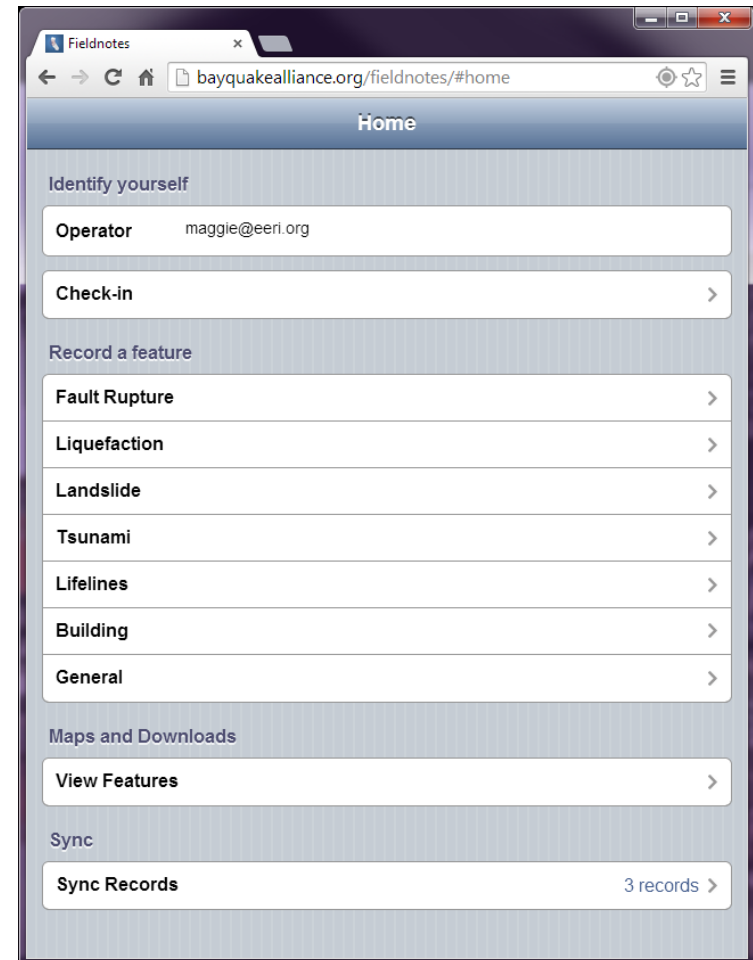 Fieldnotes
bayquakealliance.org/fieldnotes/#home
Home
Identify yourself
Operator maggie@eeri.org
Check-in
Record a feature
Fault Rupture
Liquefaction
Landslide
Tsunami
Lifelines
Building
General
Maps and Downloads
View Features
Sync
Sync Records 3 records